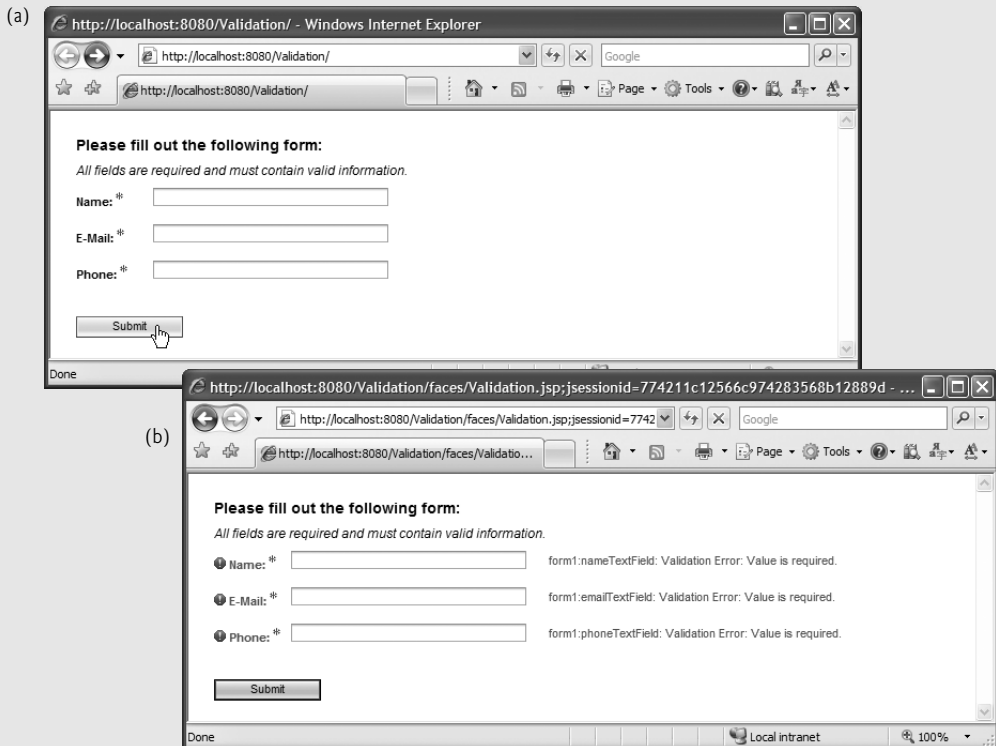 (a)
http://localhost:8080/Validation/ - Windows Internet Explorer
http://localhost:8080/Validation/
Google
http://localhost:8080/Validation/
Page
Tools
Please fill out the following form:
All fields are required and must contain valid information.
Name: *
E-Mail: *
Phone: *
Submit
Done
(b)
http://localhost:8080/Validation/faces/Validation.jsp;jsessionid=774211c12566c974283568b12889d - ...
http://localhost:8080/Validation/faces/Validation.jsp;jsessionid=7742
Google
http://localhost:8080/Validation/faces/Validatio...
Page
Tools
Please fill out the following form:
All fields are required and must contain valid information.
Name: * form1:nameTextField: Validation Error: Value is required.
E-Mail: * form1:emailTextField: Validation Error: Value is required.
Phone: * form1:phoneTextField: Validation Error: Value is required.
Submit
Done
Local intranet
100%